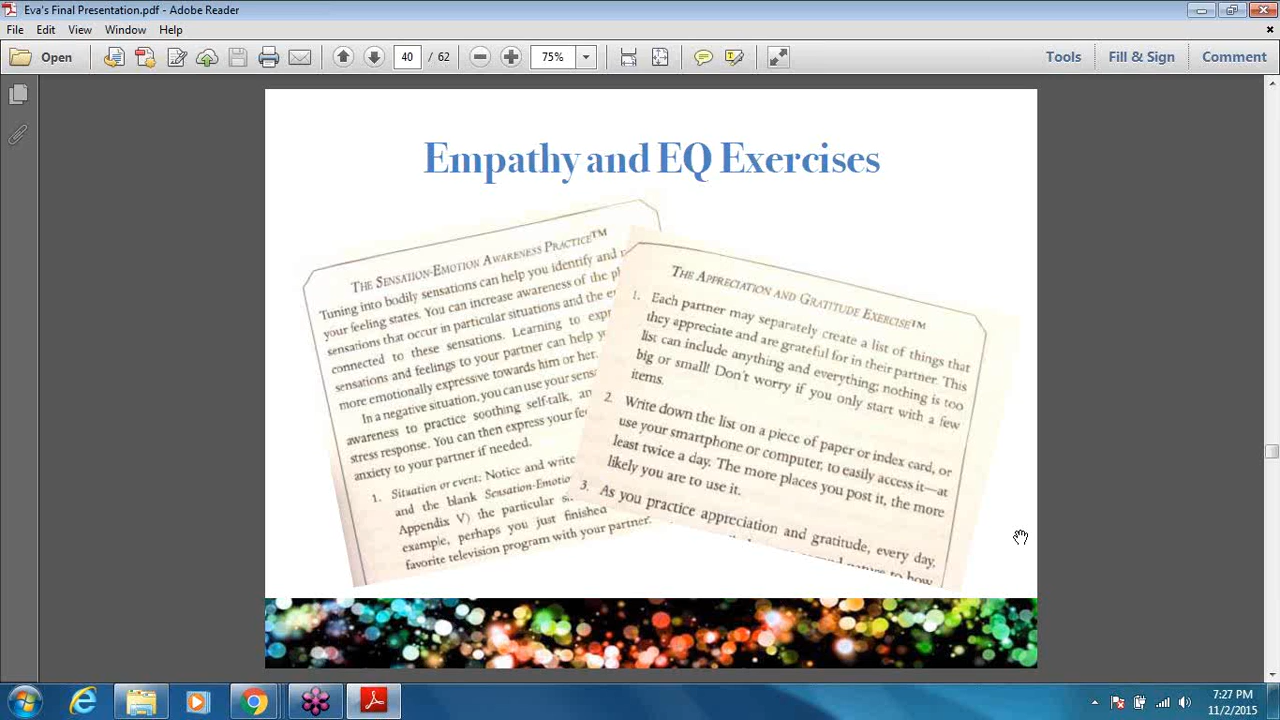 Eva's Final Presentation.pdf - Adobe Reader
File Edit View Window Help
Open
40 / 62
75%
Tools
Fill & Sign
Comment
Empathy and EQ Exercises
THE SENSATION-EMOTION AWARENESS PRACTICE™
Tuning into bodily sensations can help you identify and
your feeling states. You can increase awareness of the
sensations that occur in particular situations and the
connected to these sensations. Learning to
sensations and feelings to your partner can help
more emotionally expressive towards him or her.
In a negative situation, you can use your
awareness to practice soothing self-talk,
stress response. You can then express your
anxiety to your partner if needed.
1. Situation or event: Notice and write
and the blank Sensation-Emotio
Appendix V) the particular
example, perhaps you just finished
favorite television program with your partner.
THE APPRECIATION AND GRATITUDE EXERCISE™
1. Each partner may separately create a list of things that
they appreciate and are grateful for in their partner. This
list can include anything and everything; nothing is too
big or small! Don't worry if you only start with a few
items.
2. Write down the list on a piece of paper or index card, or
use your smartphone or computer, to easily access it—at
least twice a day. The more places you post it, the more
likely you are to use it.
3. As you practice appreciation and gratitude, every day,
7:27 PM
11/2/2015